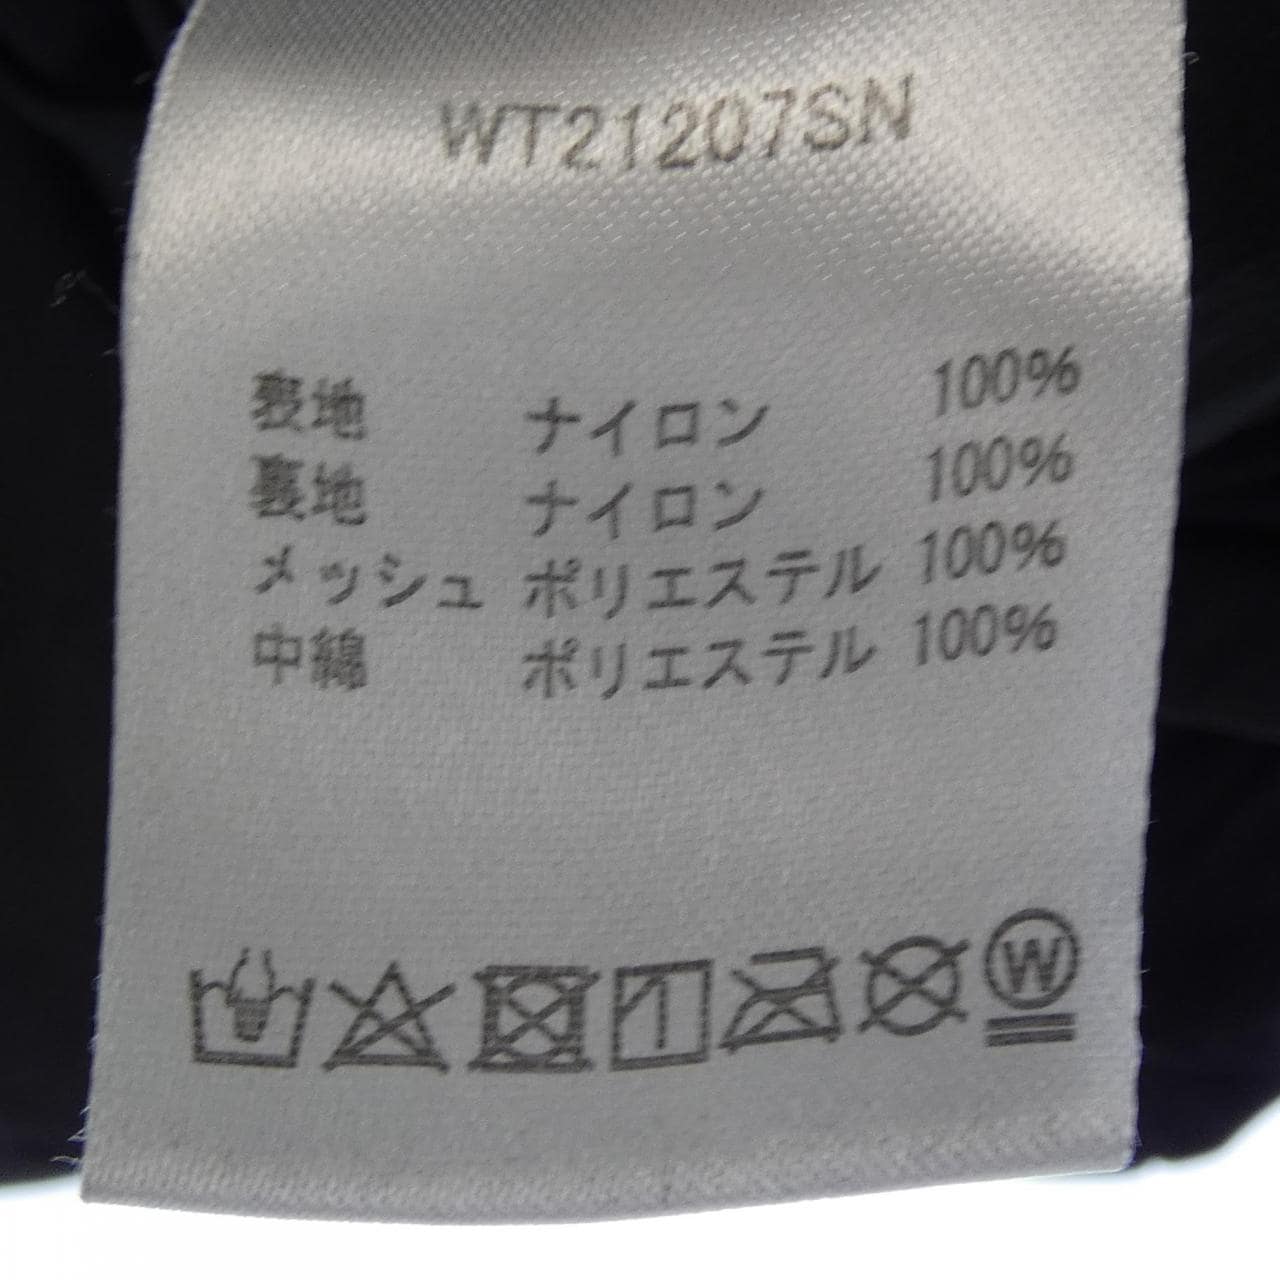 WT21207SN
表地 ナイロン 100%
裏地 ナイロン 100%
メッシュ ポリエステル 100%
中綿 ポリエステル 100%
W